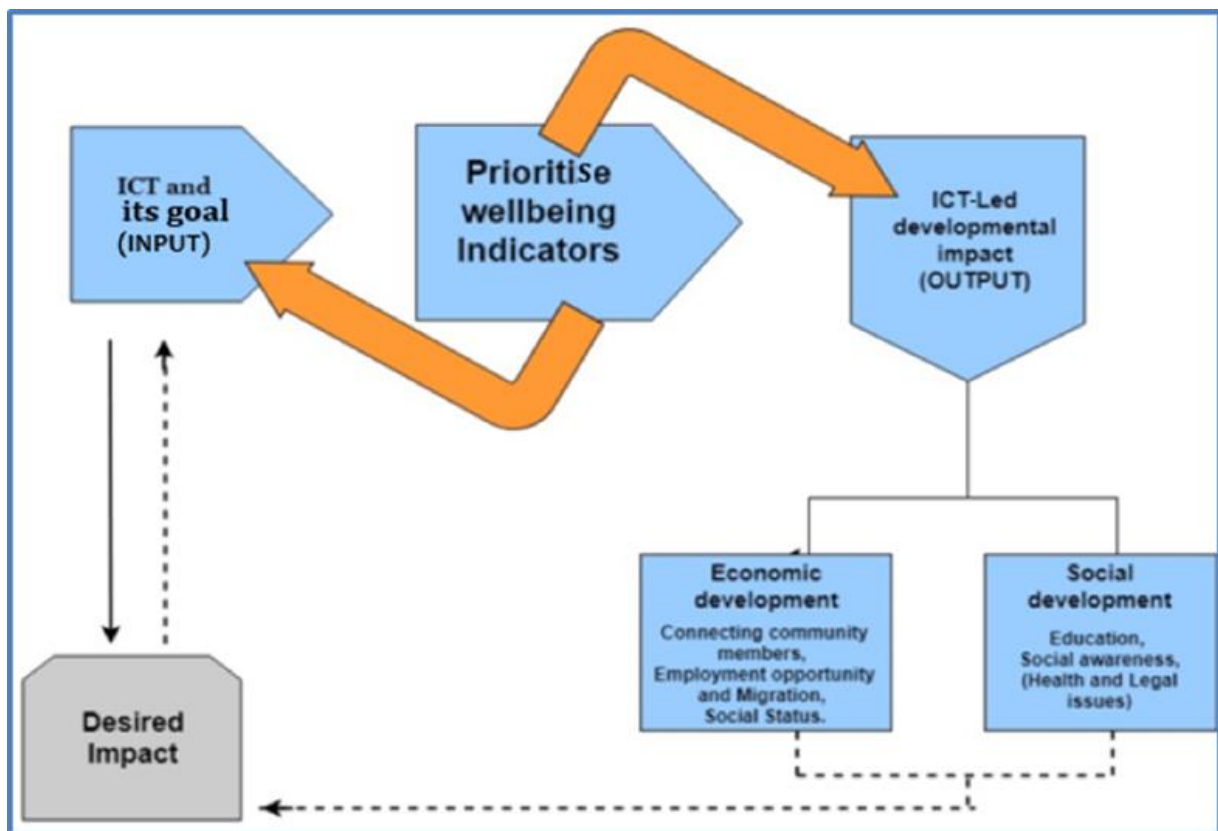 ICT and
its goal
(INPUT)
Prioritise
wellbeing
Indicators
ICT-Led
developmental
impact
(OUTPUT)
Economic
development
Connecting community
members,
Employment opportunity
and Migration,
Social Status.
Social
development
Education,
Social awareness,
(Health and Legal
issues)
Desired
Impact